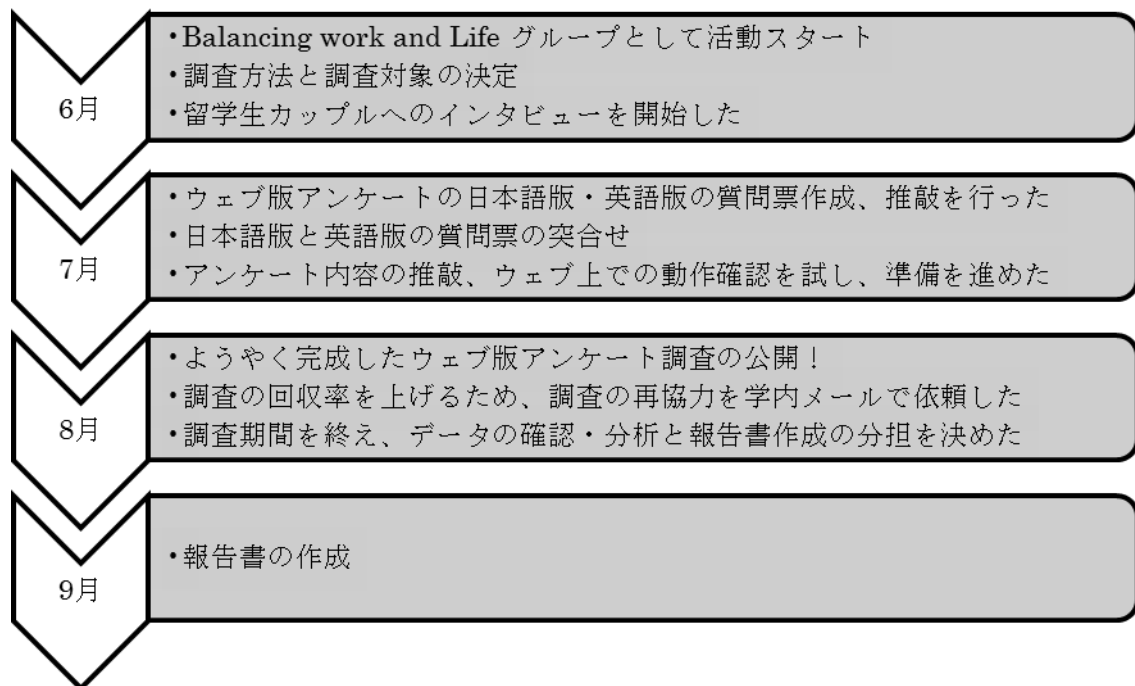 6月
・Balancing work and Life グループとして活動スタート
・調査方法と調査対象の決定
・留学生カップルへのインタビューを開始した
7月
・ウェブ版アンケートの日本語版・英語版の質問票作成、推敲を行った
・日本語版と英語版の質問票の突合せ
・アンケート内容の推敲、ウェブ上での動作確認を試し、準備を進めた
8月
・ようやく完成したウェブ版アンケート調査の公開！
・調査の回収率を上げるため、調査の再協力を学内メールで依頼した
・調査期間を終え、データの確認・分析と報告書作成の分担を決めた
9月
・報告書の作成